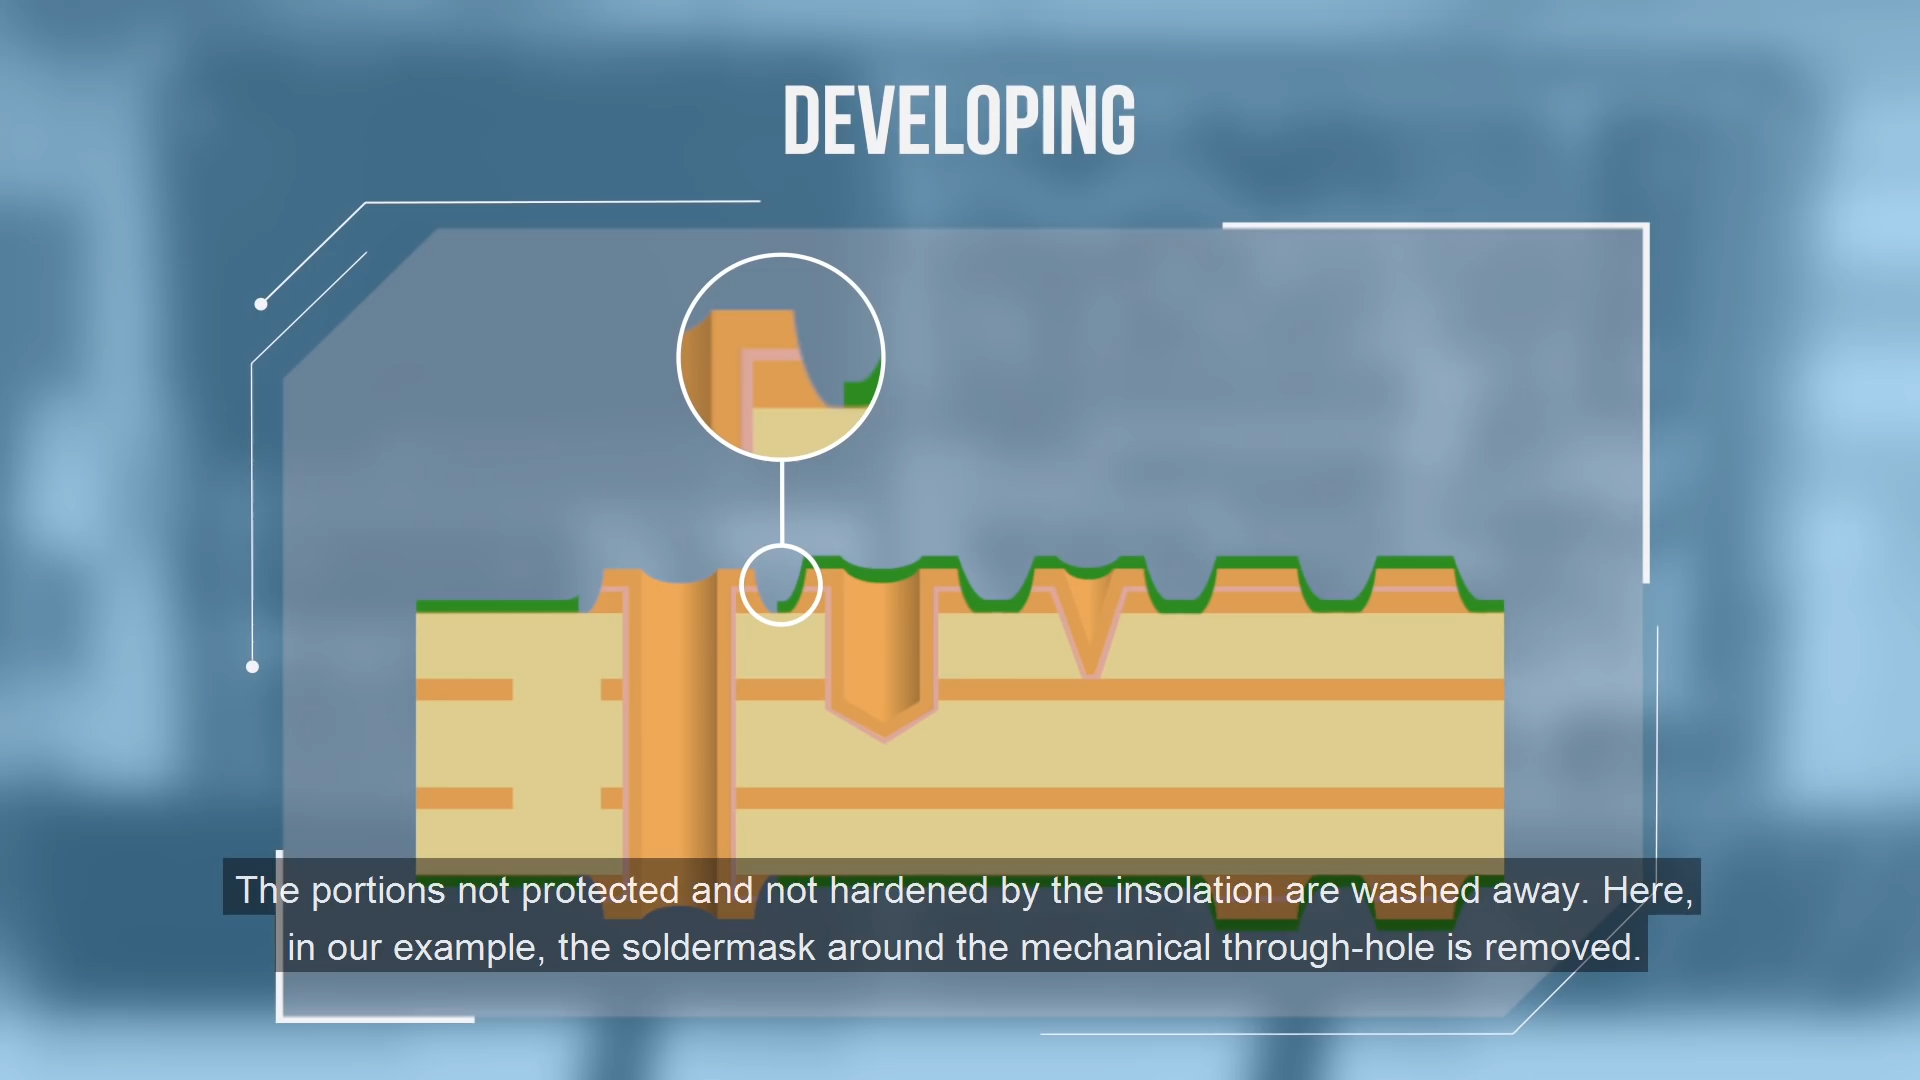 DEVELOPING
The portions not protected and not hardened by the insolation are washed away. Here,
in our example, the soldermask around the mechanical through-hole is removed.